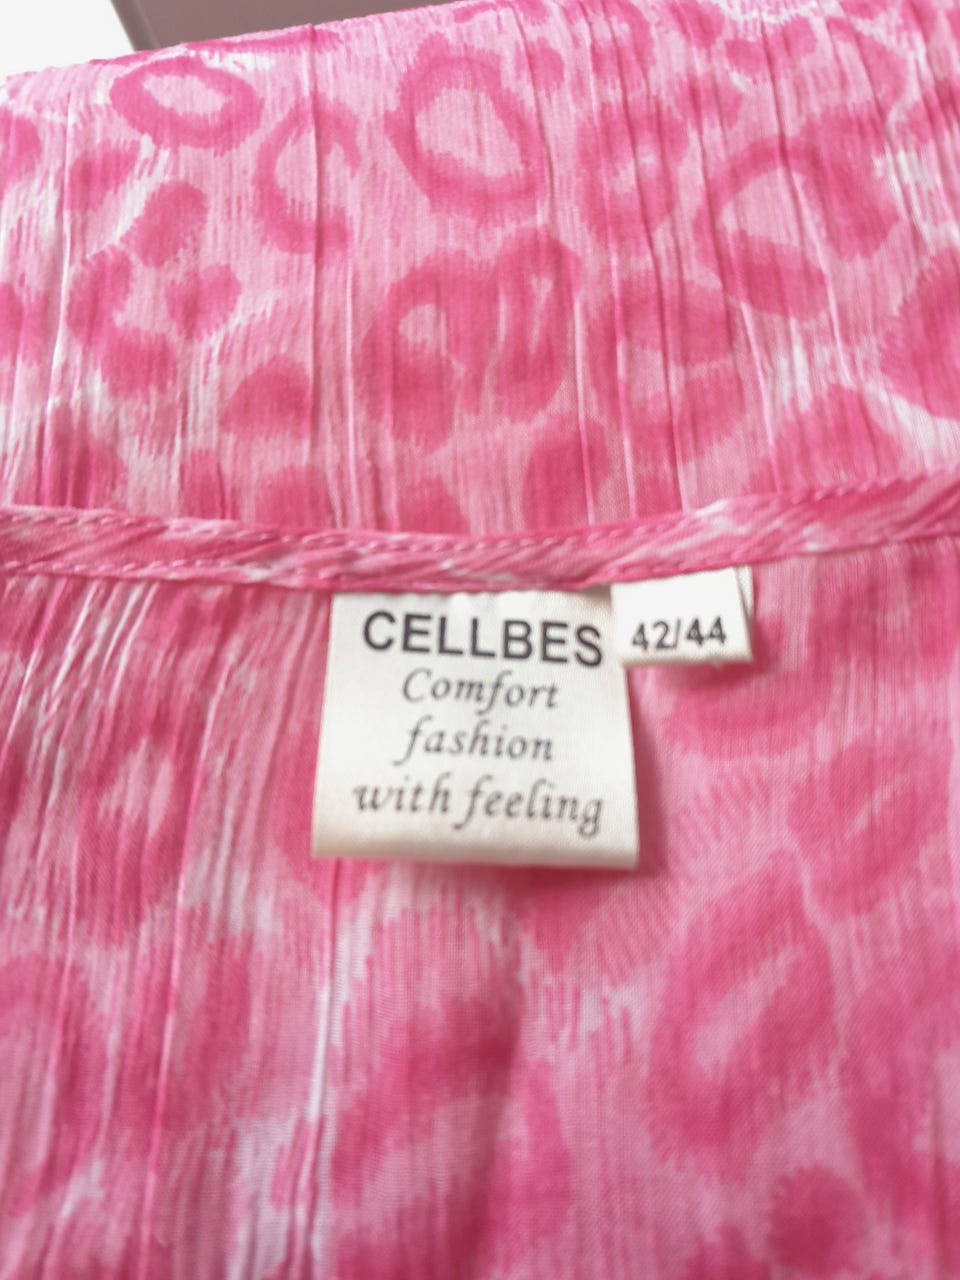 CELLBES
42/44
Comfort
fashion
with feeling